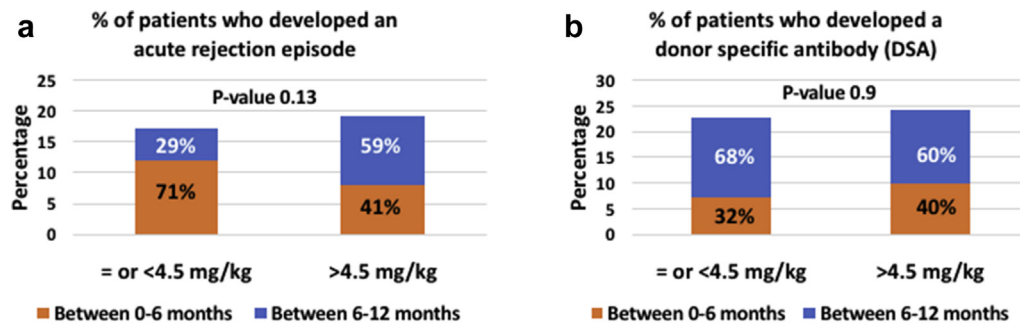 a
% of patients who developed an
acute rejection episode
25
20
15
10
5
0
Percentage
P-value 0.13
29%
71%
59%
41%
= or <4.5 mg/kg
>4.5 mg/kg
Between 0-6 months
Between 6-12 months
b
% of patients who developed a
donor specific antibody (DSA)
30
25
20
15
10
5
0
Percentage
P-value 0.9
68%
32%
60%
40%
= or <4.5 mg/kg
>4.5 mg/kg
Between 0-6 months
Between 6-12 months